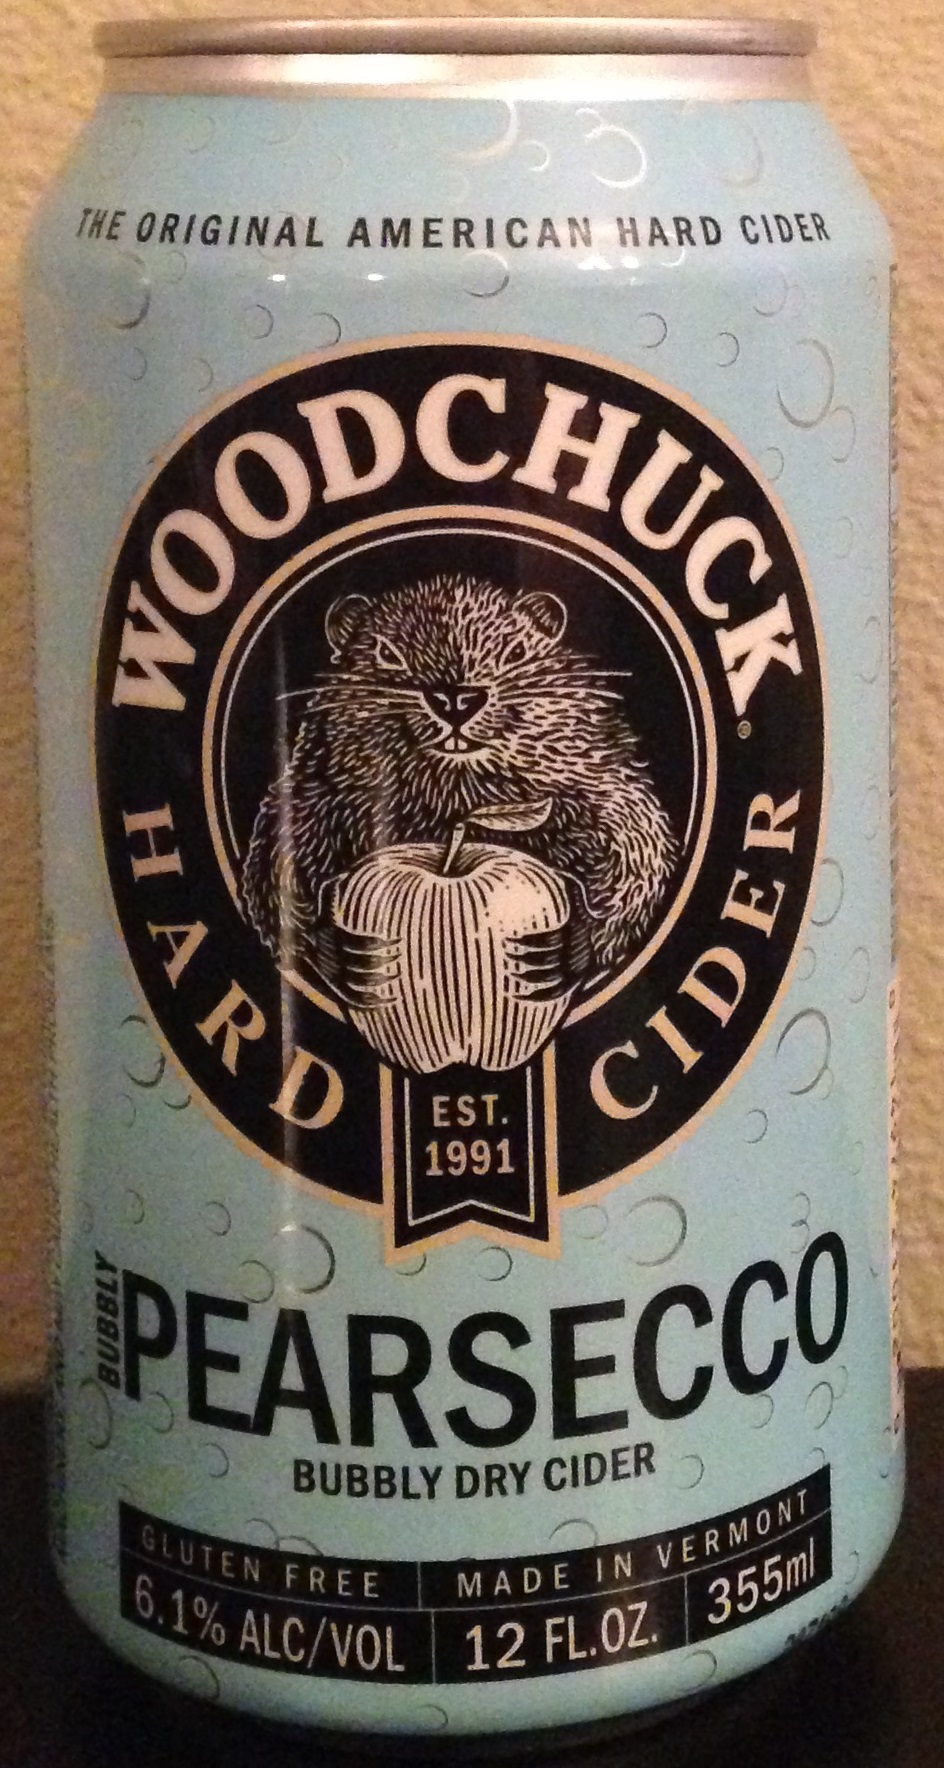 THE ORIGINAL AMERICAN HARD CIDER
WOODCHUCK®
HARD CIDER
EST.
1991
BUBBLY
PEARSECCO
BUBBLY DRY CIDER
GLUTEN FREE MADE IN VERMONT
6.1% ALC/VOL 12 FL.OZ. 355ml